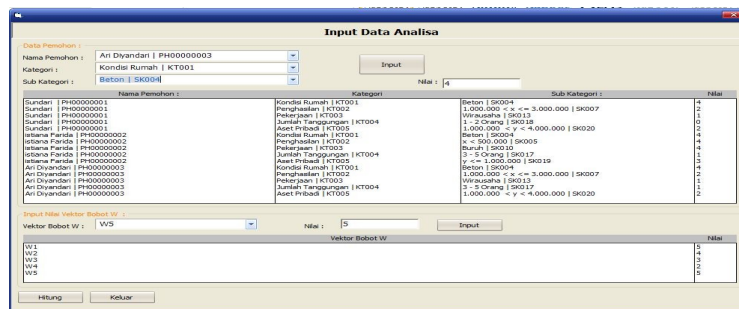 Input Data Analisa
Data Pemohon :
Nama Pemohon : Ari Diyandari | PH00000003
Kategori : Kondisi Rumah | KT001 Input
Sub Kategori : Beton | SK004 Nilai : 4
Nama Pemohon : Kategori Sub Kategori : Nilai
Sundari | PH00000001 Kondisi Rumah | KT001 Beton | SK004 4
Sundari | PH00000001 Penghasilan | KT002 1.000.000 < x <= 3.000.000 | SK007 2
Sundari | PH00000001 Pekerjaan | KT003 Wirausaha | SK013 1
Sundari | PH00000001 Jumlah Tanggungan | KT004 1 - 2 Orang | SK018 0
Sundari | PH00000001 Aset Pribadi | KT005 1.000.000 < y < 4.000.000 | SK020 2
istiana Farida | PH00000002 Kondisi Rumah | KT001 Beton | SK004 4
istiana Farida | PH00000002 Penghasilan | KT002 x < 500.000 | SK005 4
istiana Farida | PH00000002 Pekerjaan | KT003 Buruh | SK010 4
istiana Farida | PH00000002 Jumlah Tanggungan | KT004 3 - 5 Orang | SK017 1
istiana Farida | PH00000002 Aset Pribadi | KT005 y <= 1.000.000 | SK019 3
Ari Diyandari | PH00000003 Kondisi Rumah | KT001 Beton | SK004 4
Ari Diyandari | PH00000003 Penghasilan | KT002 1.000.000 < x <= 3.000.000 | SK007 2
Ari Diyandari | PH00000003 Pekerjaan | KT003 Wirausaha | SK013 1
Ari Diyandari | PH00000003 Jumlah Tanggungan | KT004 3 - 5 Orang | SK017 1
Ari Diyandari | PH00000003 Aset Pribadi | KT005 1.000.000 < y < 4.000.000 | SK020 2
Input Nilai Vektor Bobot W :
Vektor Bobot W : W5 Nilai : 5 Input
Vektor Bobot W Nilai
W1 5
W2 4
W3 3
W4 2
W5 5
Hitung Keluar